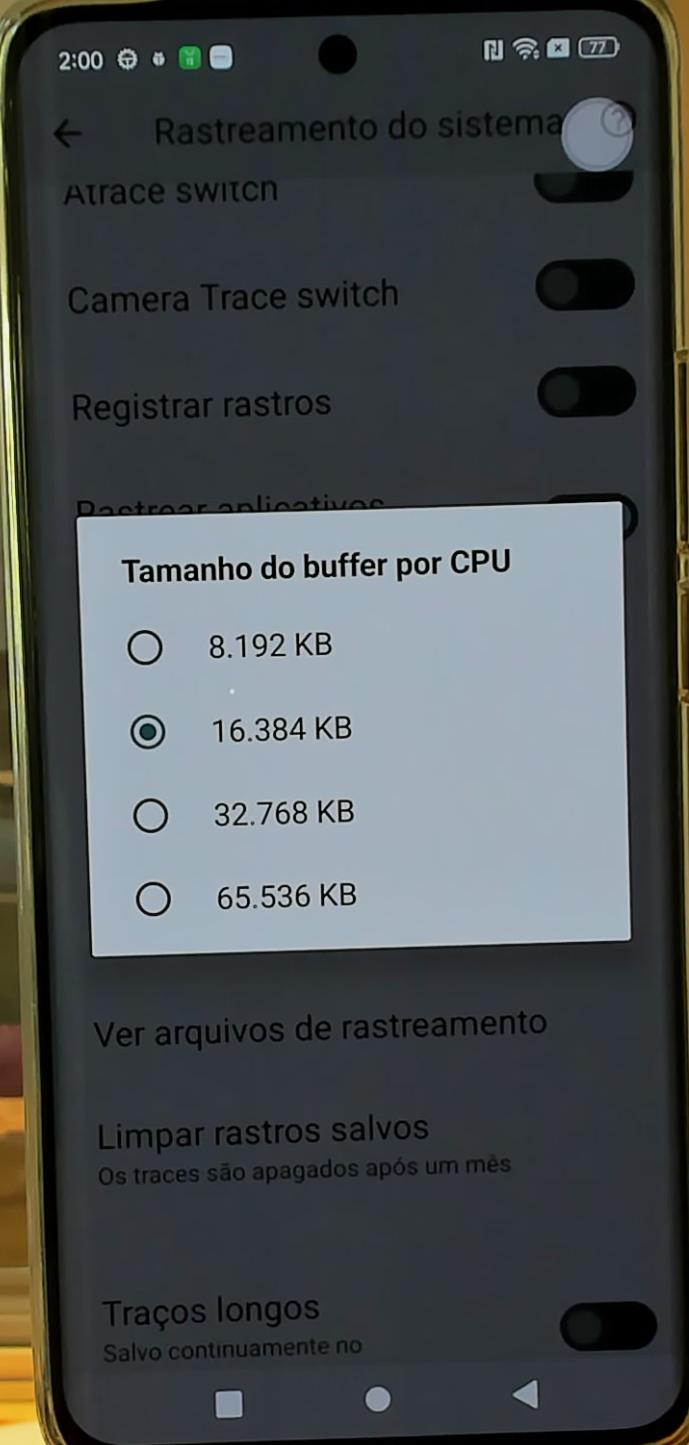 2:00
77
Rastreamento do sistema
?
Atrace switch
Camera Trace switch
Registrar rastros
Rastrear aplicativos
Tamanho do buffer por CPU
8.192 KB
16.384 KB
32.768 KB
65.536 KB
Ver arquivos de rastreamento
Limpar rastros salvos
Os traces são apagados após um mês
Traços longos
Salvo continuamente no